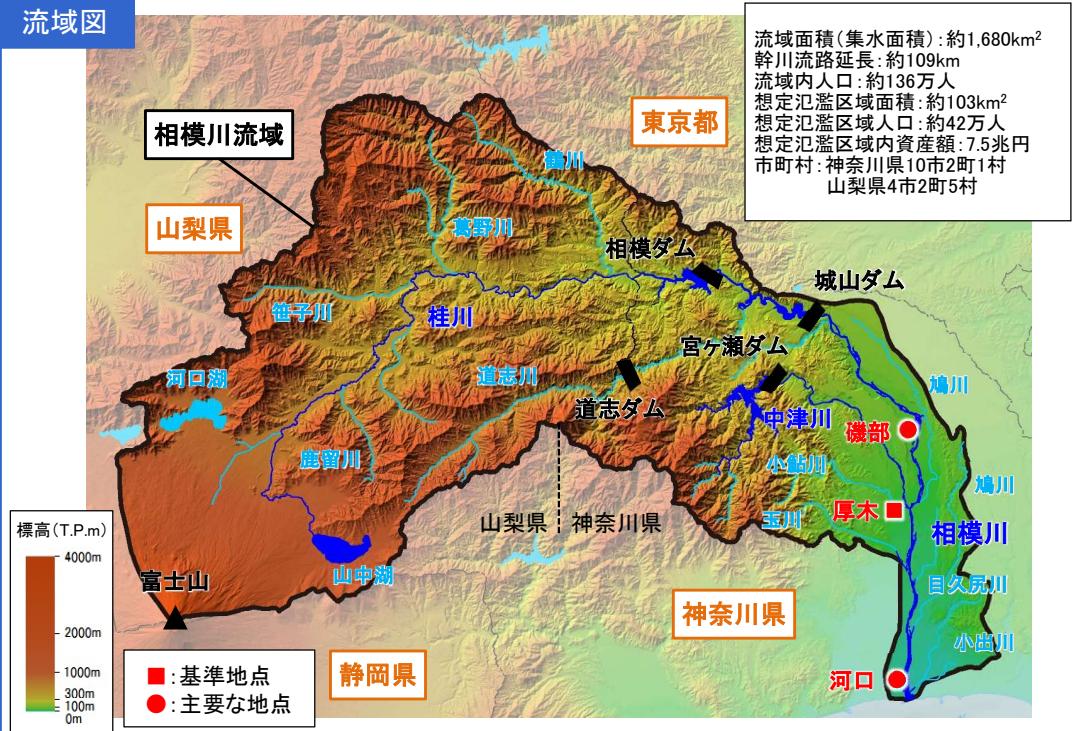 流域図
流域面積(集水面積):約1,680km²
幹川流路延長:約109km
流域内人口:約136万人
想定氾濫区域面積:約103km²
想定氾濫区域人口:約42万人
想定氾濫区域内資産額:7.5兆円
市町村:神奈川県10市2町1村
山梨県4市2町5村
東京都
相模川流域
鶴川
山梨県
葛野川
相模ダム
城山ダム
笹子川
桂川
宮ヶ瀬ダム
道志川
河口湖
鳩川
道志ダム
中津川
磯部
鹿留川
小鮎川
鳩川
厚木
玉川
山梨県
神奈川県
相模川
標高(T.P.m)
4000m
2000m
1000m
300m
100m
0m
富士山
山中湖
目久尻川
神奈川県
小出川
静岡県
河口
:基準地点
:主要な地点